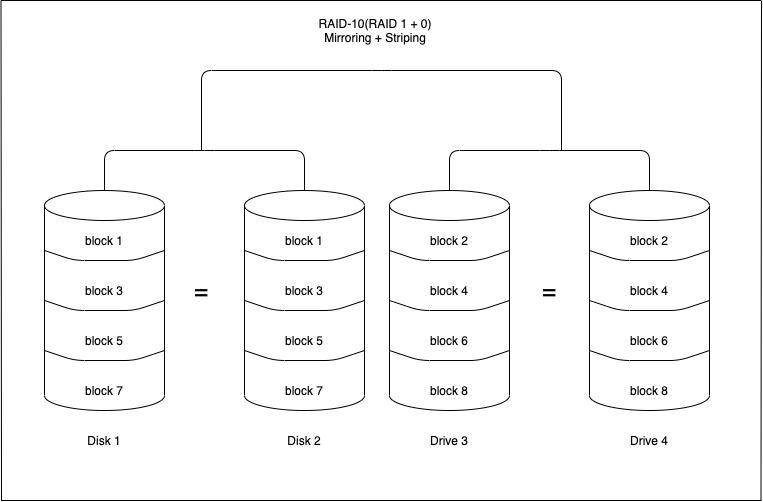 RAID-10(RAID 1 + 0)
Mirroring + Striping
block 1 block 1 block 2 block 2
block 3 = block 3 block 4 = block 4
block 5 block 5 block 6 block 6
block 7 block 7 block 8 block 8
Disk 1 Disk 2 Drive 3 Drive 4